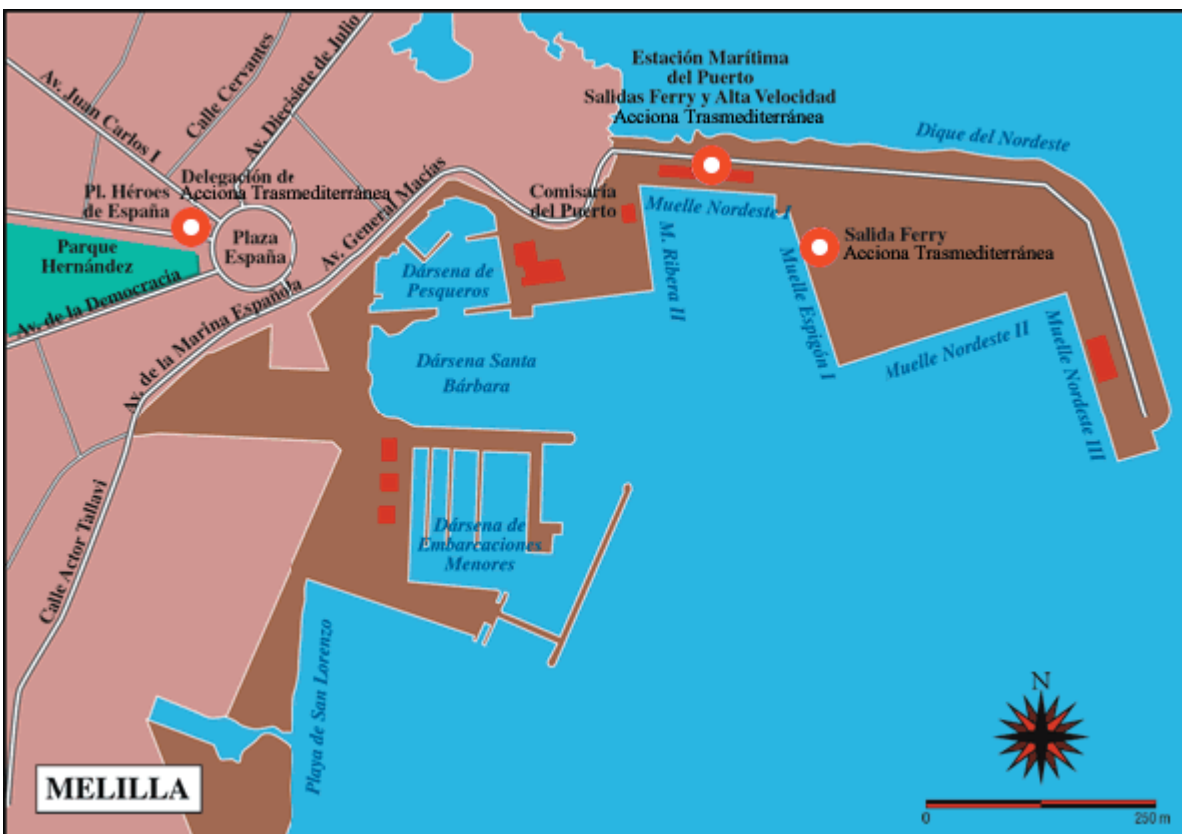 Estación Marítima
del Puerto
Salidas Ferry y Alta Velocidad
Acciona Trasmediterránea
Dique del Nordeste
Av. Juan Carlos I
Calle Cervantes
Av. Diecisiete de Julio
Delegación de
Acciona Trasmediterránea
Pl. Héroes
de España
Plaza
España
Parque
Hernández
Av. de la Democracia
Av. General Macías
Av. de la Marina Española
Comisaría
del Puerto
Muelle Nordeste I
M. Ribera II
Salida Ferry
Acciona Trasmediterránea
Muelle Espigón I
Muelle Nordeste II
Muelle Nordeste III
Dársena de
Pesqueros
Dársena Santa
Bárbara
Dársena de
Embarcaciones
Menores
Calle Actor Tallavi
Playa de San Lorenzo
MELILLA
N
0
250 m